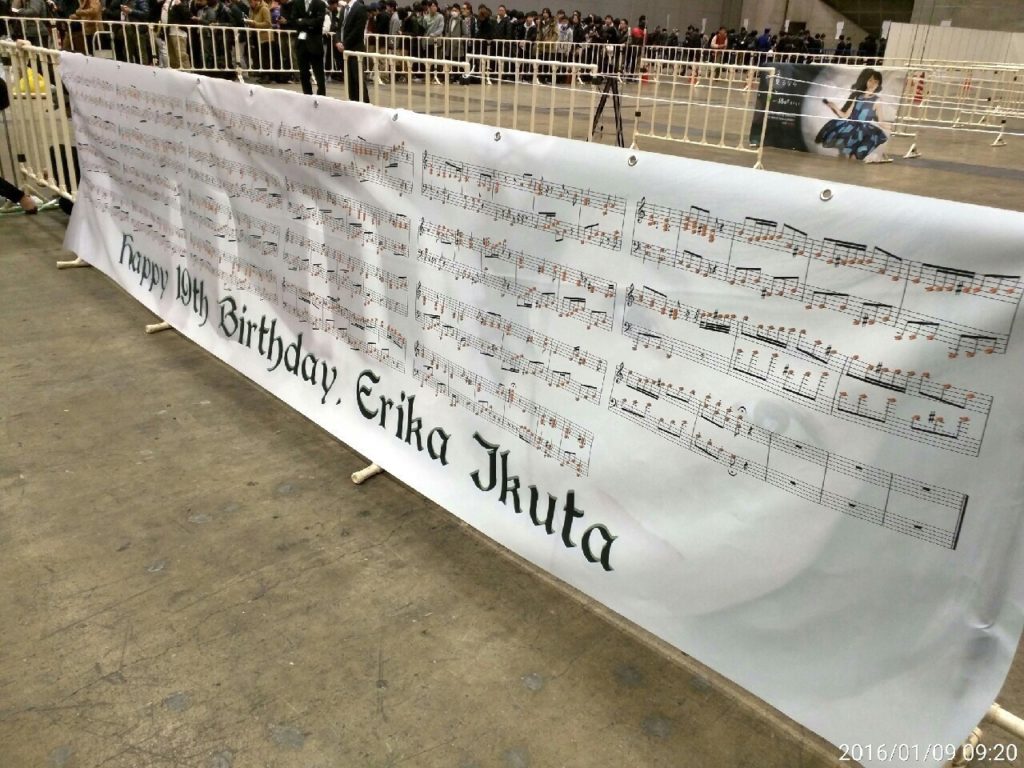 Happy 19th Birthday, Erika Ikuta
2016/01/09 09:20